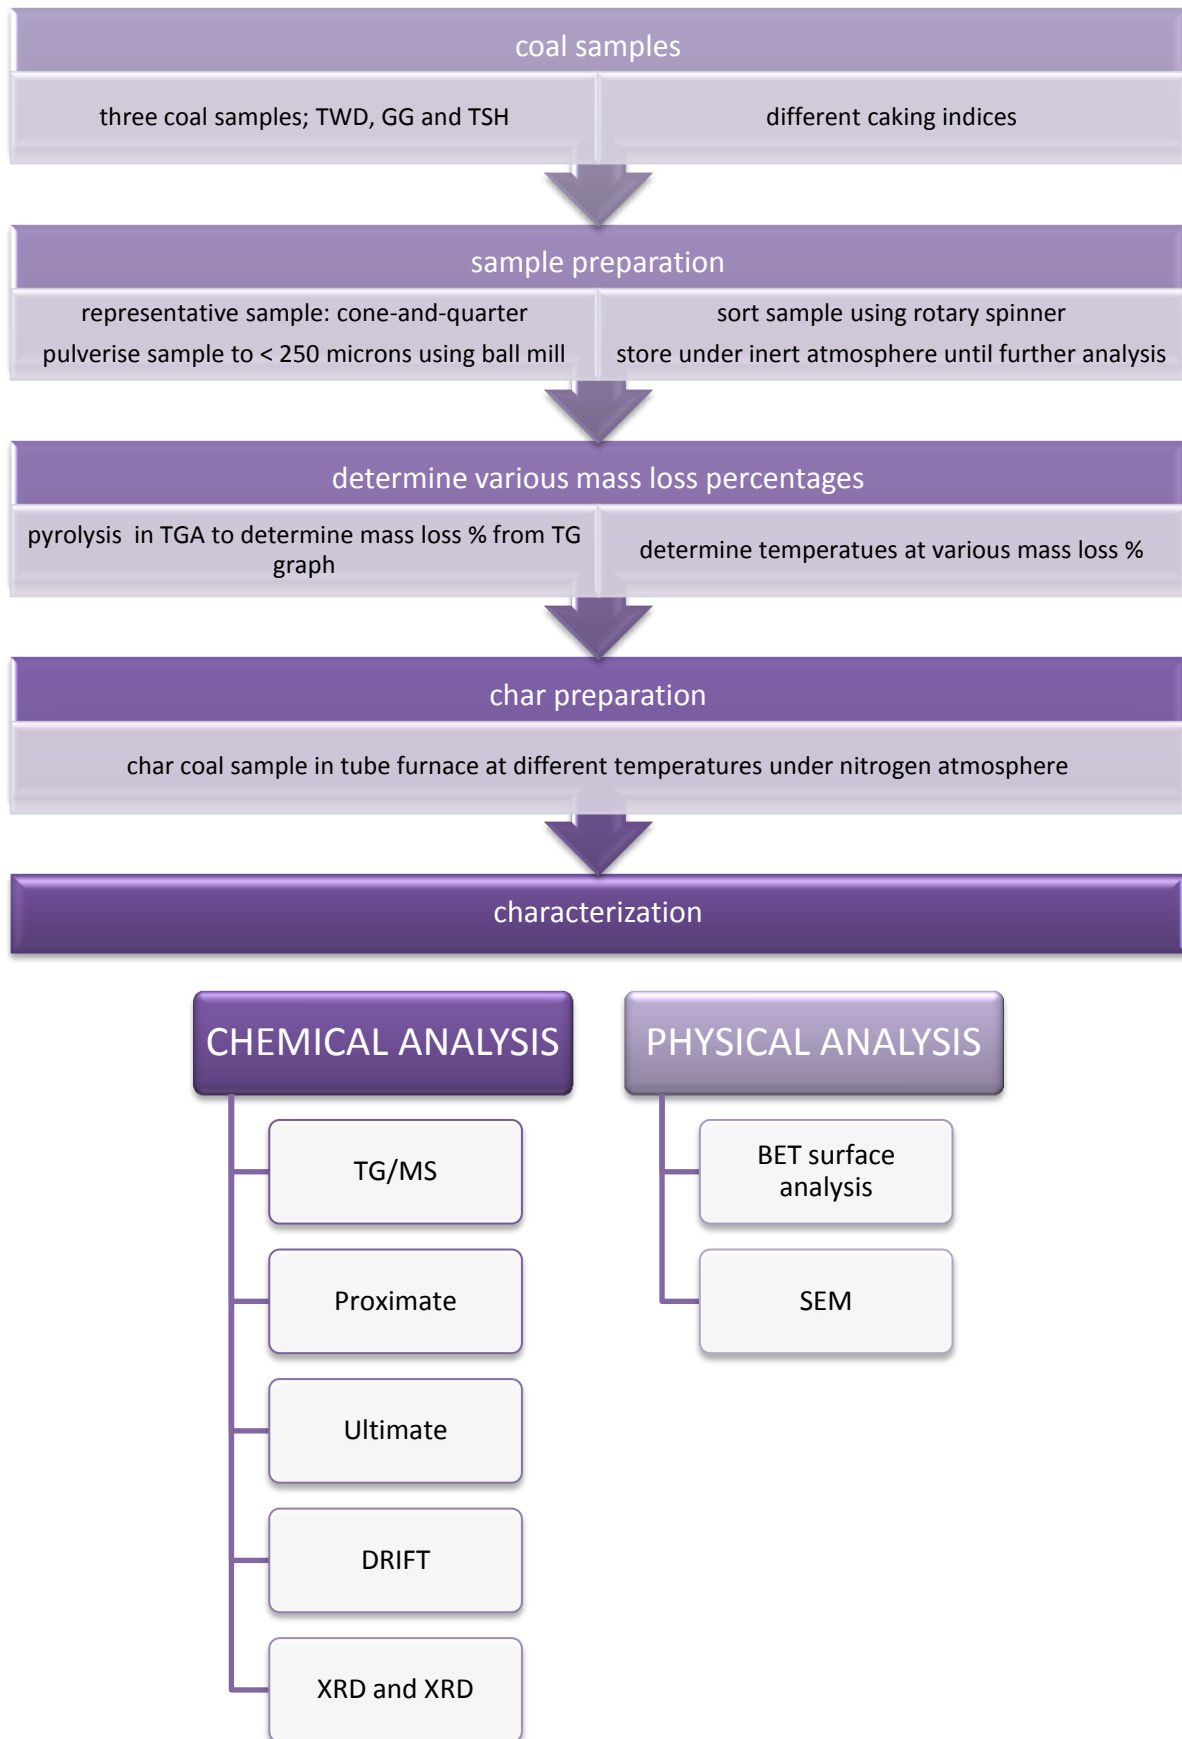 coal samples
three coal samples; TWD, GG and TSH
different caking indices
sample preparation
representative sample: cone-and-quarter
pulverise sample to < 250 microns using ball mill
sort sample using rotary spinner
store under inert atmosphere until further analysis
determine various mass loss percentages
pyrolysis in TGA to determine mass loss % from TG
graph
determine temperatues at various mass loss %
char preparation
char coal sample in tube furnace at different temperatures under nitrogen atmosphere
characterization
CHEMICAL ANALYSIS
TG/MS
Proximate
Ultimate
DRIFT
XRD and XRD
PHYSICAL ANALYSIS
BET surface
analysis
SEM